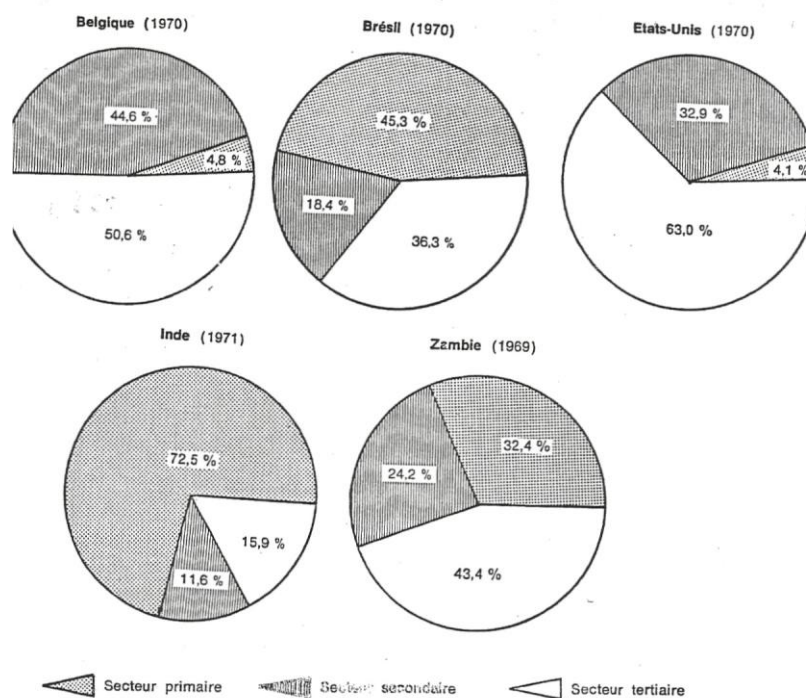 Belgique (1970)
Brésil (1970)
Etats-Unis (1970)
44,6 %
4,8 %
50,6 %
45,3 %
18,4 %
36,3 %
32,9 %
4,1 %
63,0 %
Inde (1971)
Zambie (1969)
72,5 %
15,9 %
11,6 %
32,4 %
24,2 %
43,4 %
Secteur primaire
Secteur secondaire
Secteur tertiaire